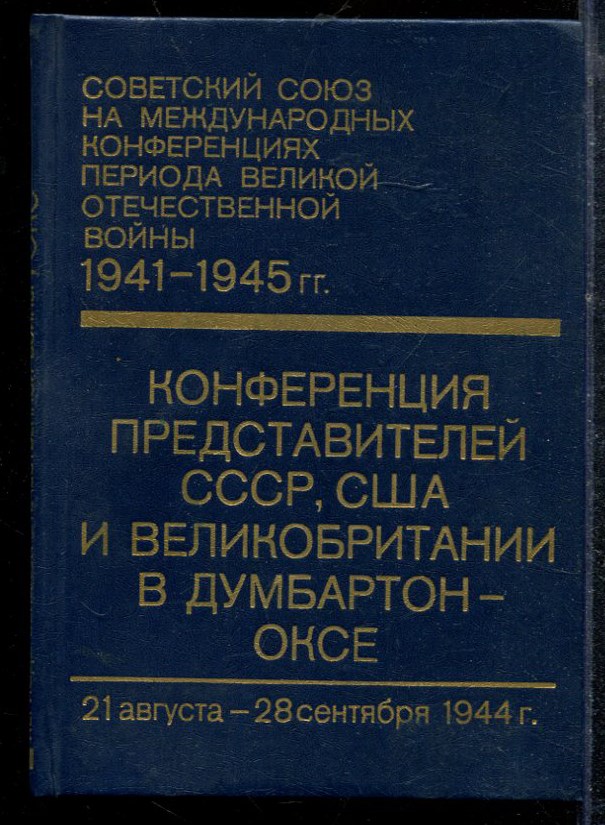 СОВЕТСКИЙ СОЮЗ
НА МЕЖДУНАРОДНЫХ
КОНФЕРЕНЦИЯХ
ПЕРИОДА ВЕЛИКОЙ
ОТЕЧЕСТВЕННОЙ
ВОЙНЫ
1941–1945 гг.
КОНФЕРЕНЦИЯ
ПРЕДСТАВИТЕЛЕЙ
СССР, США
И ВЕЛИКОБРИТАНИИ
В ДУМБАРТОН–
ОКСЕ
21 августа – 28 сентября 1944 г.